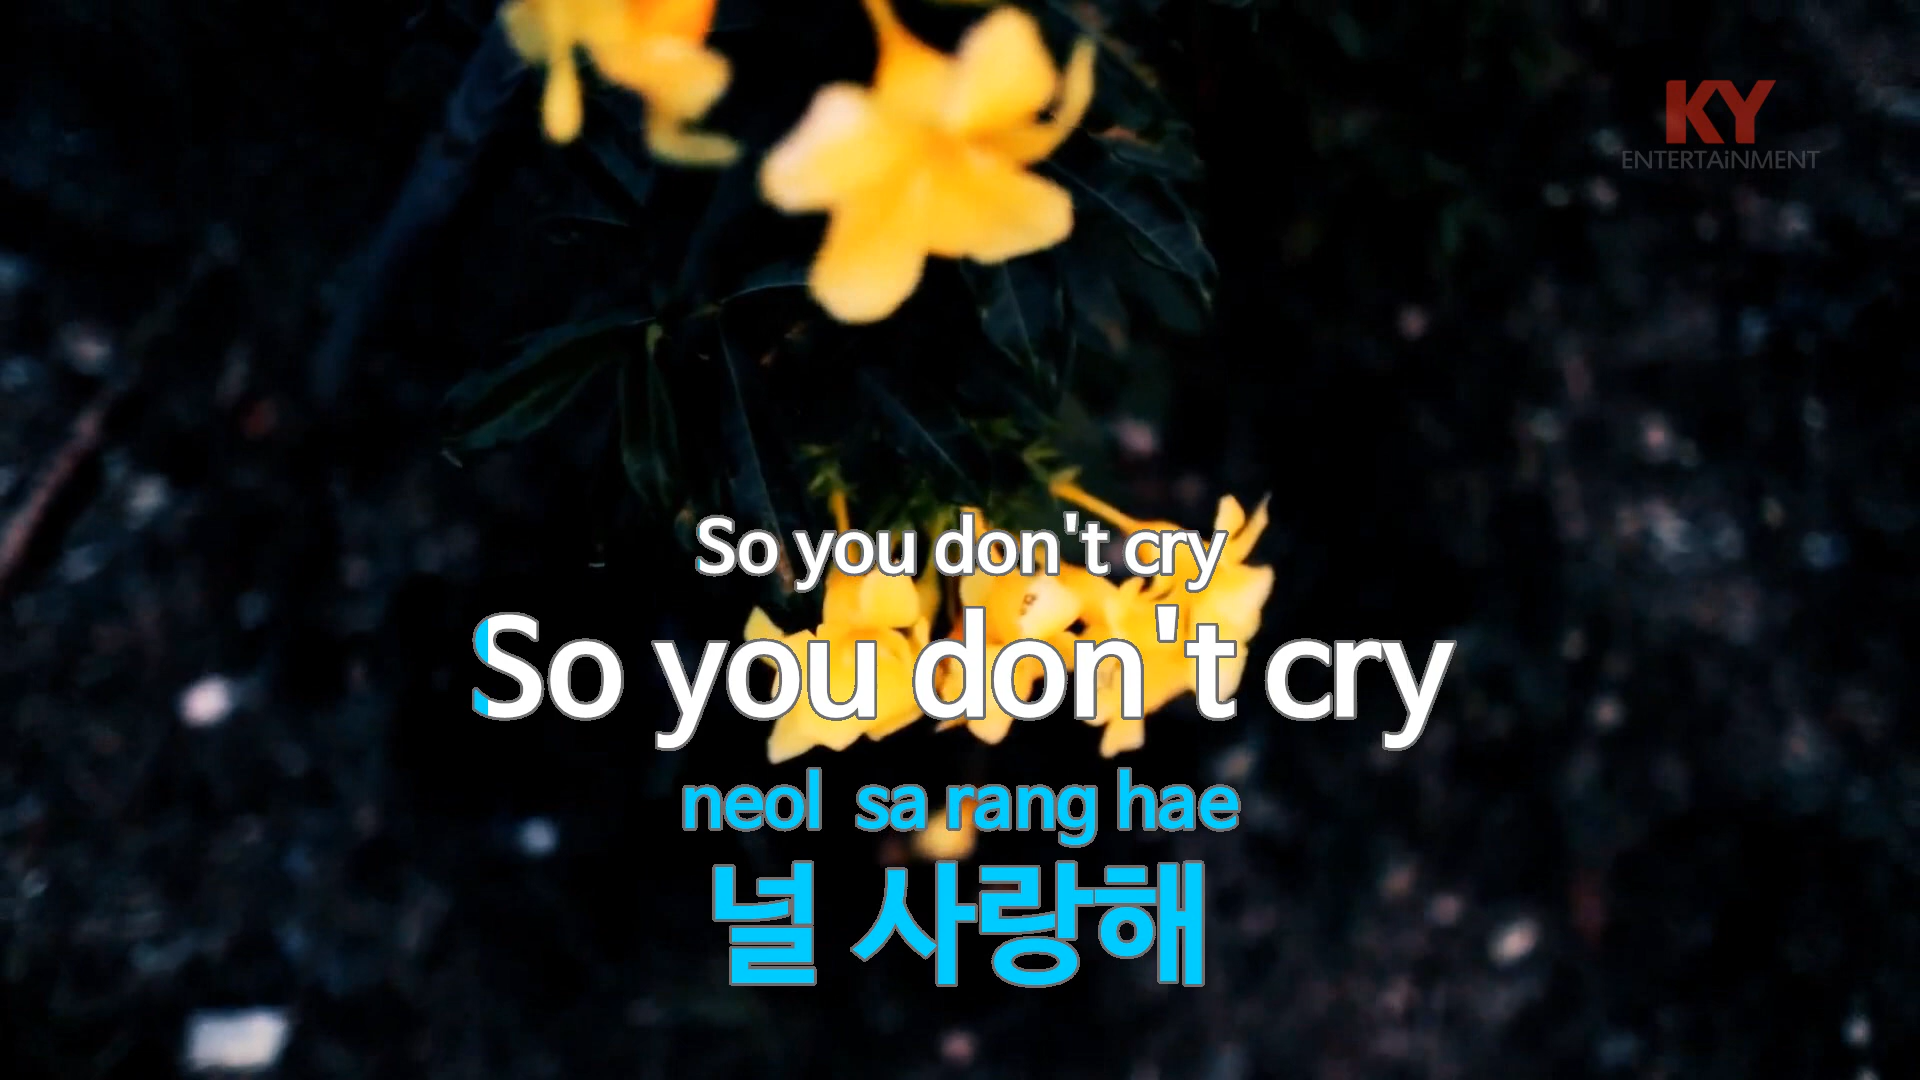 KY
ENTERTAiNMENT
So you don't cry
So you don't cry
neol sa rang hae
널 사랑해